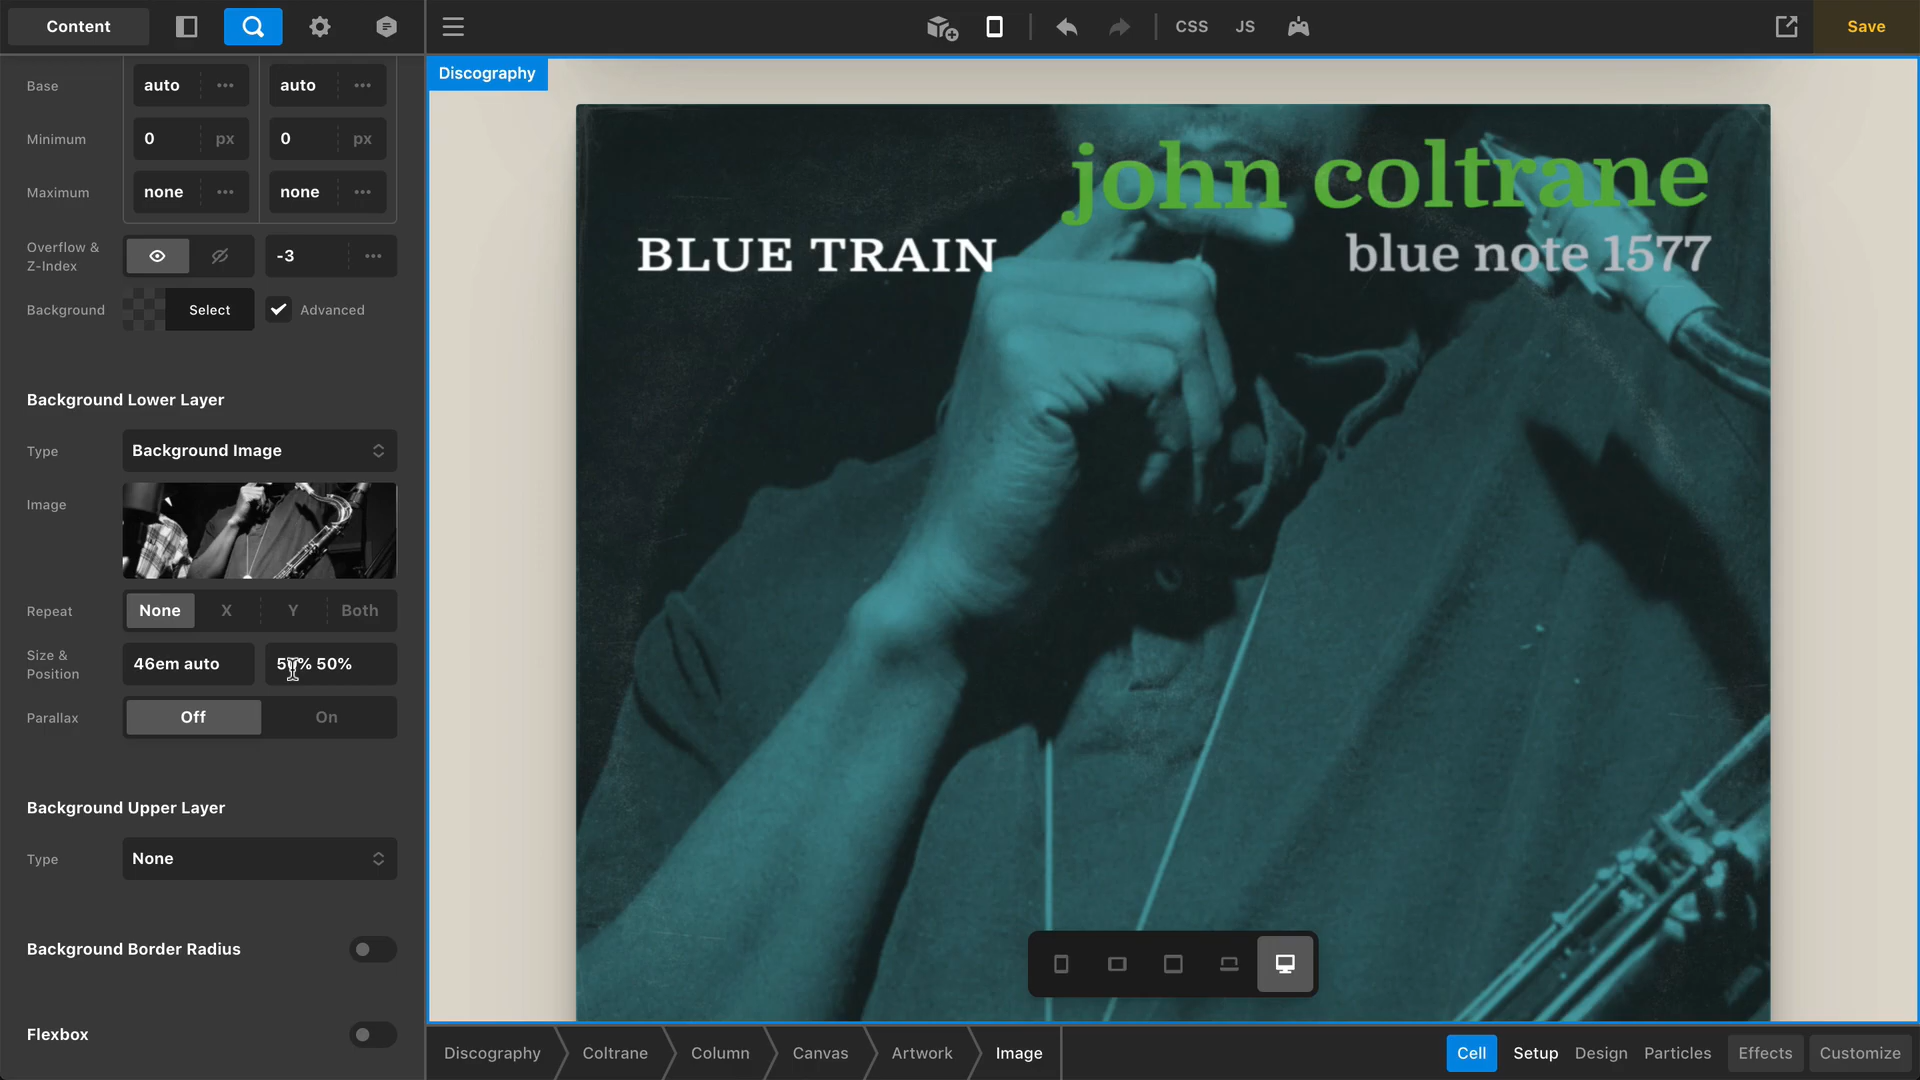 Content
CSS
JS
Save
Base
auto
auto
Minimum
0 px
0 px
Maximum
none
none
Overflow &
Z-Index
-3
Background
Select
Advanced
Background Lower Layer
Type
Background Image
Image
Repeat
None
X
Y
Both
Size &
Position
46em auto
50%
Parallax
Off
On
Background Upper Layer
Type
None
Background Border Radius
Flexbox
Discography
john coltrane
BLUE TRAIN
blue note 1577
Discography
Coltrane
Column
Canvas
Artwork
Image
Cell
Setup
Design
Particles
Effects
Customize